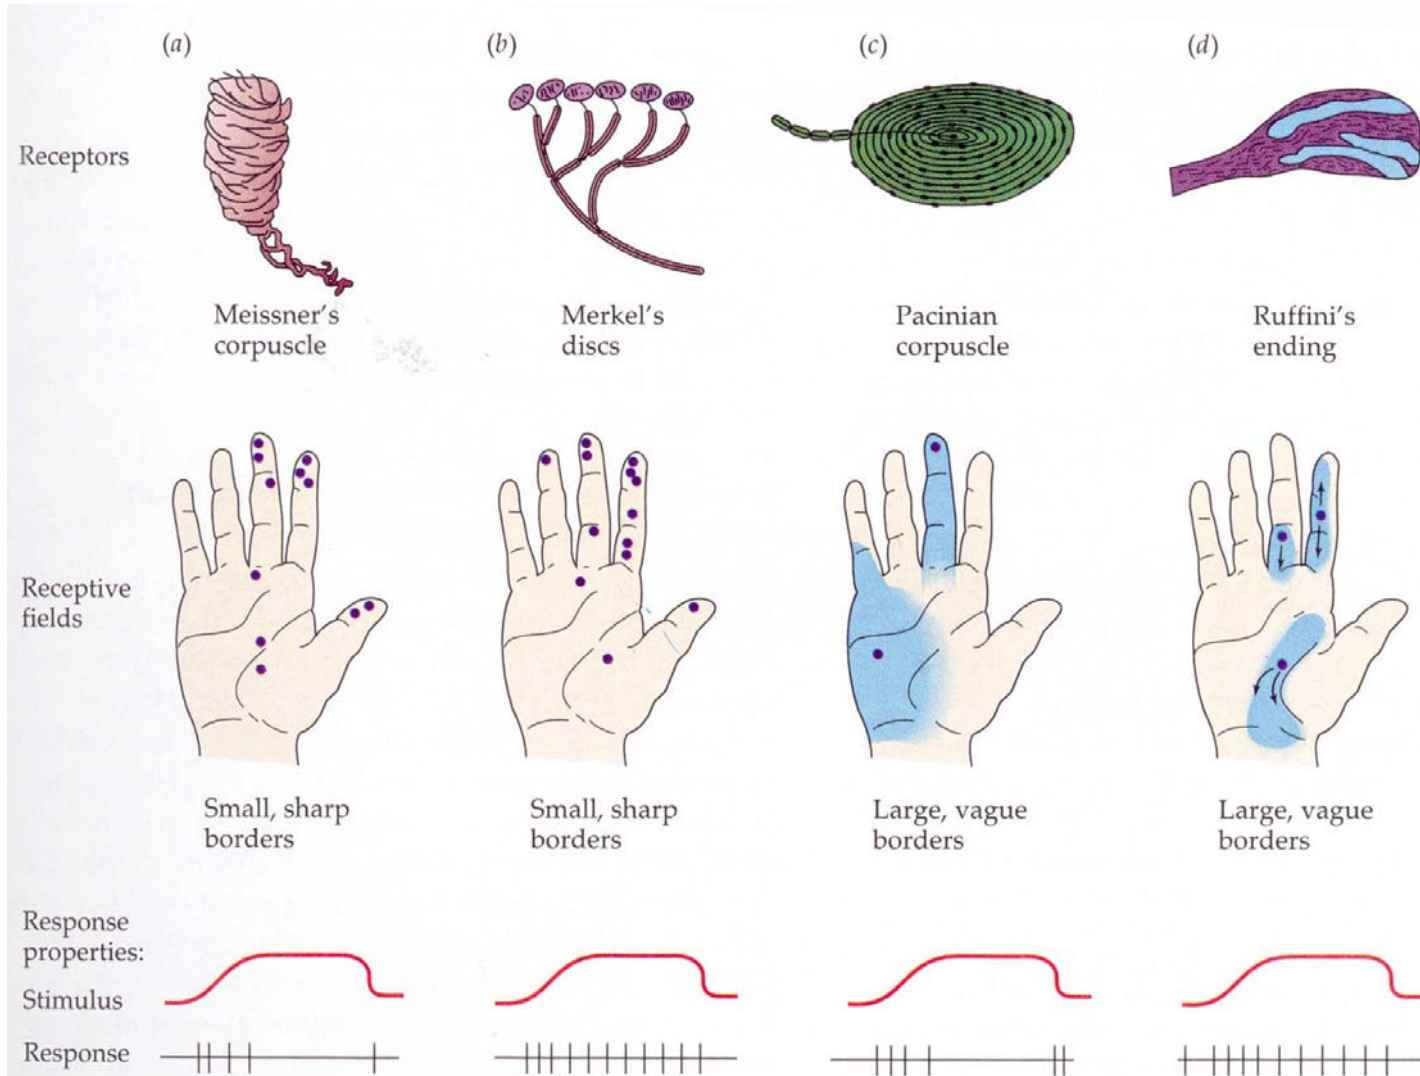 (a) (b) (c) (d)
Receptors
Meissner's
corpuscle
Merkel's
discs
Pacinian
corpuscle
Ruffini's
ending
Receptive
fields
Small, sharp
borders
Small, sharp
borders
Large, vague
borders
Large, vague
borders
Response
properties:
Stimulus
Response